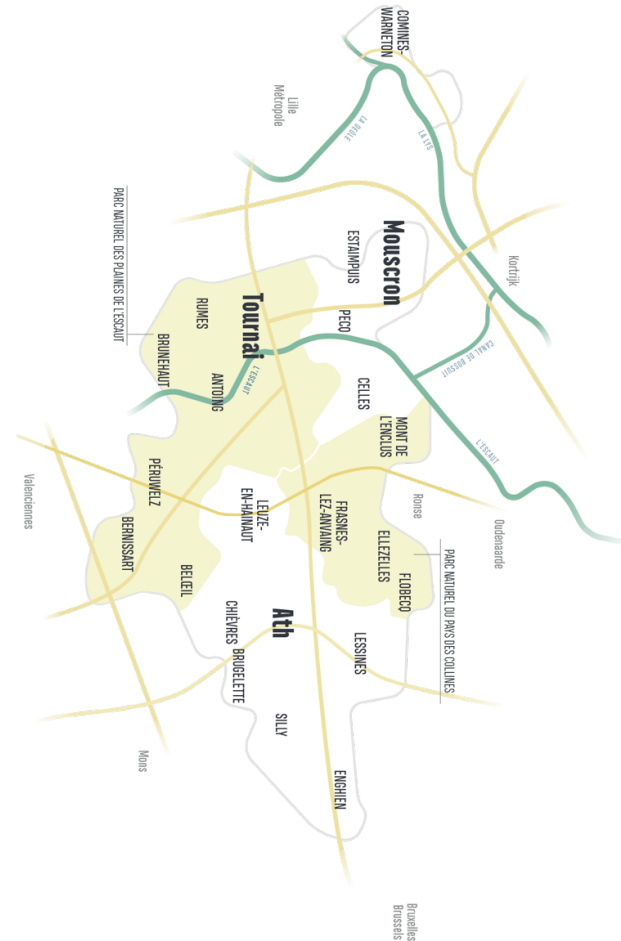 L'ESCAUT
Kortrijk
CANAL DE BOSSUIT
Oudenaarde
PARC NATUREL DU PAYS DES COLLINES
LA LYS
Ronse
COMINES-
WARNETON
Mouscron
MONT DE
L'ENCLUS
FLOBECQ
Bruxelles
Brussels
ELLEZELLES
LA DEÛLE
ESTAIMPUIS
PECQ
CELLES
LESSINES
FRASNES-
LEZ-ANVAING
ENGHIEN
Lille
Métropole
Tournai
L'ESCAUT
LEUZE-
EN-HAINAUT
Ath
SILLY
RUMES
ANTOING
CHIÈVRES
BRUGELETTE
BRUNEHAUT
PÉRUWELZ
BELŒIL
BERNISSART
Mons
PARC NATUREL DES PLAINES DE L'ESCAUT
Valenciennes